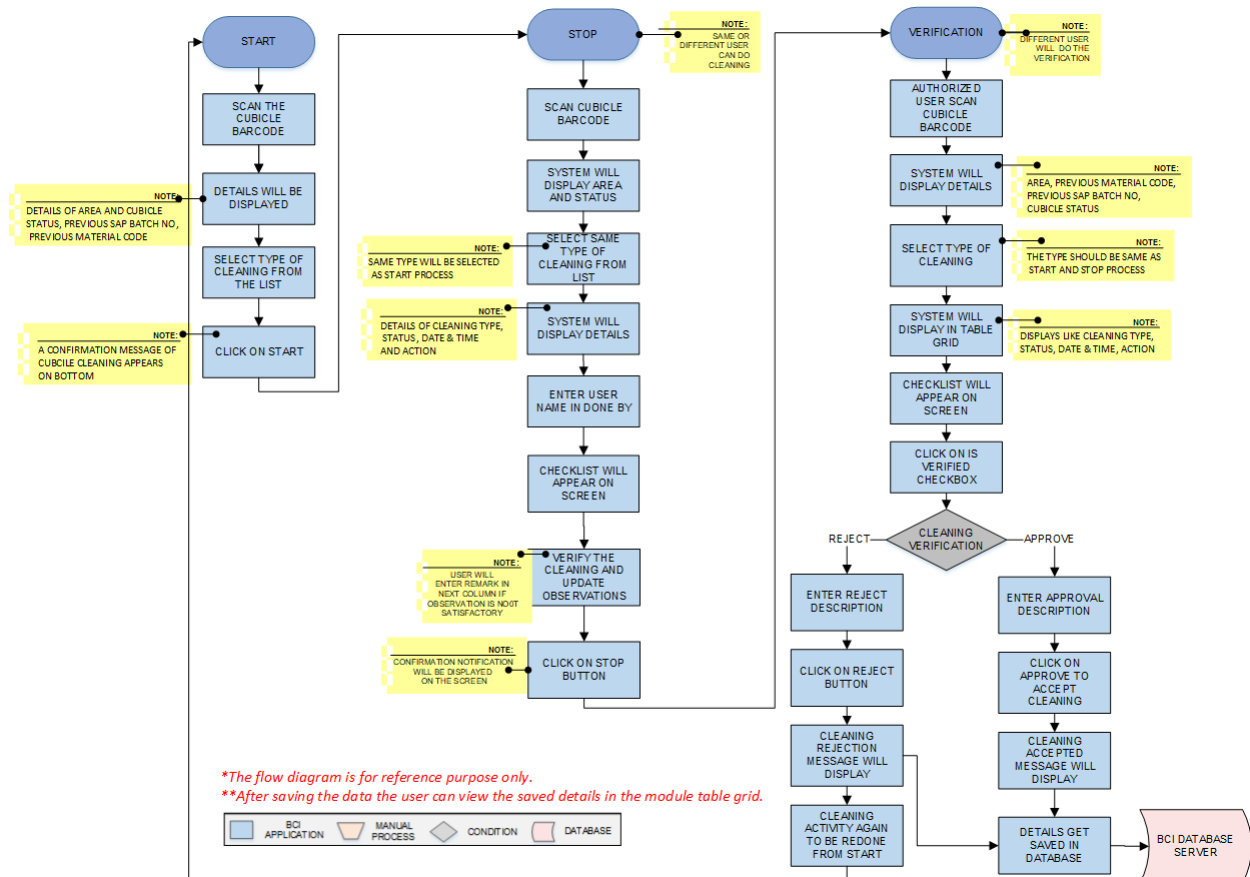 START
SCAN THE
CUBICLE
BARCODE
NOTE:
DETAILS OF AREA AND CUBICLE
STATUS, PREVIOUS SAP BATCH NO,
PREVIOUS MATERIAL CODE
DETAILS WILL BE
DISPLAYED
SELECT TYPE OF
CLEANING FROM
THE LIST
NOTE:
A CONFIRMATION MESSAGE OF
CUBCILE CLEANING APPEARS
ON BOTTOM
CLICK ON START
STOP
NOTE:
SAME OR
DIFFERENT USER
CAN DO
CLEANING
SCAN CUBICLE
BARCODE
SYSTEM WILL
DISPLAY AREA
AND STATUS
NOTE:
SAME TYPE WILL BE SELECTED
AS START PROCESS
SELECT SAME
TYPE OF
CLEANING FROM
LIST
NOTE:
DETAILS OF CLEANING TYPE,
STATUS, DATE & TIME
AND ACTION
SYSTEM WILL
DISPLAY DETAILS
ENTER USER
NAME IN DONE BY
CHECKLIST WILL
APPEAR ON
SCREEN
NOTE:
USER WILL
ENTER REMARK IN
NEXT COLUMN IF
OBSERVATION IS NO0T
SATISFACTORY
VERIFY THE
CLEANING AND
UPDATE
OBSERVATIONS
NOTE:
CONFIRMATION NOTIFICATION
WILL BE DISPLAYED
ON THE SCREEN
CLICK ON STOP
BUTTON
VERIFICATION
NOTE:
DIFFERENT USER
WILL DO THE
VERIFICATION
AUTHORIZED
USER SCAN
CUBICLE
BARCODE
SYSTEM WILL
DISPLAY DETAILS
NOTE:
AREA, PREVIOUS MATERIAL CODE,
PREVIOUS SAP BATCH NO,
CUBICLE STATUS
SELECT TYPE OF
CLEANING
NOTE:
THE TYPE SHOULD BE SAME AS
START AND STOP PROCESS
SYSTEM WILL
DISPLAY IN TABLE
GRID
NOTE:
DISPLAYS LIKE CLEANING TYPE,
STATUS, DATE & TIME, ACTION
CHECKLIST WILL
APPEAR ON
SCREEN
CLICK ON IS
VERIFIED
CHECKBOX
CLEANING
VERIFICATION
REJECT
APPROVE
ENTER REJECT
DESCRIPTION
CLICK ON REJECT
BUTTON
CLEANING
REJECTION
MESSAGE WILL
DISPLAY
CLEANING
ACTIVITY AGAIN
TO BE REDONE
FROM START
ENTER APPROVAL
DESCRIPTION
CLICK ON
APPROVE TO
ACCEPT
CLEANING
CLEANING
ACCEPTED
MESSAGE WILL
DISPLAY
DETAILS GET
SAVED IN
DATABASE
BCI DATABASE
SERVER
*The flow diagram is for reference purpose only.
**After saving the data the user can view the saved details in the module table grid.
BCI
APPLICATION
MANUAL
PROCESS
CONDITION
DATABASE